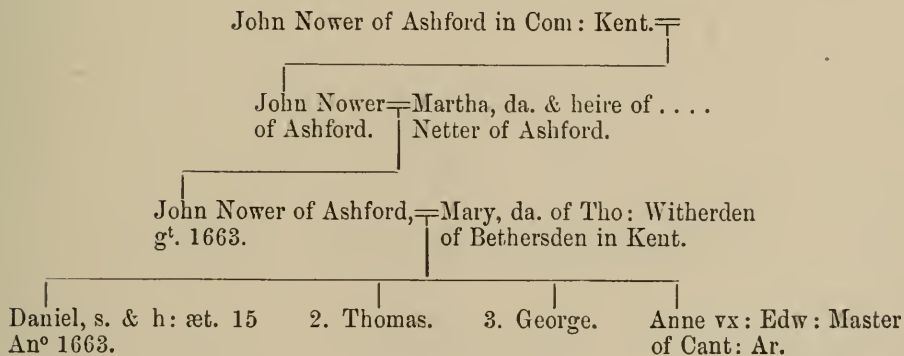 John Nower of Ashford in Com: Kent.
John Nower Martha, da. & heire of ....
of Ashford. Netter of Ashford.
John Nower of Ashford, Mary, da. of Tho: Witherden
gt. 1663. of Bethersden in Kent.
Daniel, s. & h: æt. 15 2. Thomas. 3. George. Anne vx: Edw: Master
Ano 1663. of Cant: Ar.